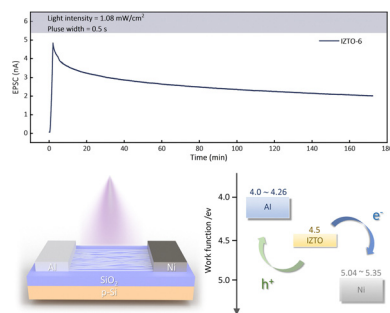 Light intensity = 1.08 mW/cm²
Pluse width = 0.5 s
IZTO-6
EPSC (nA)
6
5
4
3
2
1
0
0 20 40 60 80 100 120 140 160
Time (min)
Al
Ni
SiO₂
p-Si
Work function /ev
4.0
4.5
5.0
4.0 ~ 4.26
Al
4.5
IZTO
e⁻
h⁺
5.04 ~ 5.35
Ni